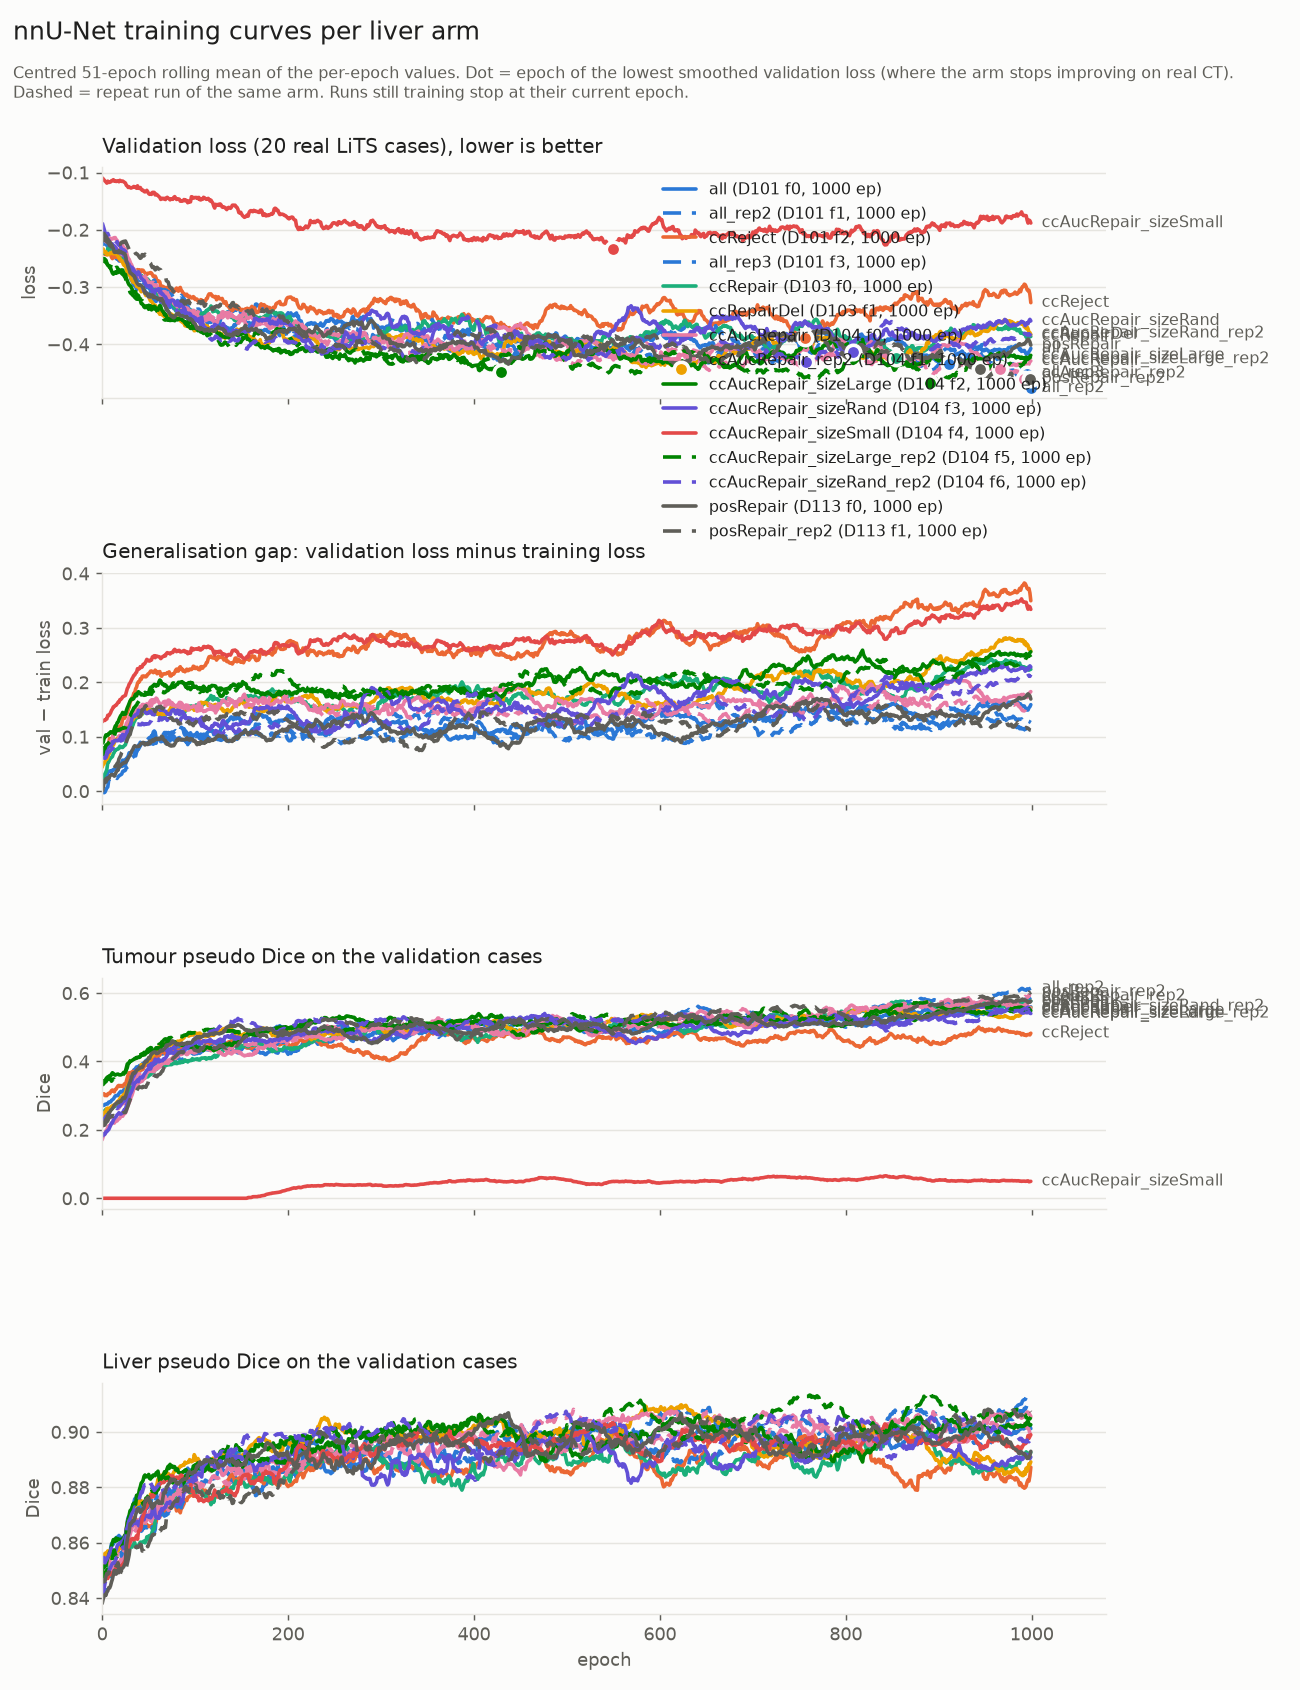 nnU-Net training curves per liver arm
Centred 51-epoch rolling mean of the per-epoch values. Dot = epoch of the lowest smoothed validation loss (where the arm stops improving on real CT).
Dashed = repeat run of the same arm. Runs still training stop at their current epoch.
Validation loss (20 real LiTS cases), lower is better
−0.1
−0.2
−0.3
−0.4
loss
all (D101 f0, 1000 ep)
all_rep2 (D101 f1, 1000 ep)
ccReject (D101 f2, 1000 ep)
all_rep3 (D101 f3, 1000 ep)
ccRepair (D103 f0, 1000 ep)
ccRepairDel (D103 f1, 1000 ep)
ccAucRepair (D104 f0, 1000 ep)
ccAucRepair_rep2 (D104 f1, 1000 ep)
ccAucRepair_sizeLarge (D104 f2, 1000 ep)
ccAucRepair_sizeRand (D104 f3, 1000 ep)
ccAucRepair_sizeSmall (D104 f4, 1000 ep)
ccAucRepair_sizeLarge_rep2 (D104 f5, 1000 ep)
ccAucRepair_sizeRand_rep2 (D104 f6, 1000 ep)
posRepair (D113 f0, 1000 ep)
posRepair_rep2 (D113 f1, 1000 ep)
ccAucRepair_sizeSmall
ccReject
ccAucRepair_sizeRand
ccAucRepair_sizeRand_rep2
posRepair
ccAucRepair_sizeLarge
ccAucRepair_sizeLarge_rep2
posRepair_rep2
all_rep2
Generalisation gap: validation loss minus training loss
0.4
0.3
0.2
0.1
0.0
val − train loss
Tumour pseudo Dice on the validation cases
0.6
0.4
0.2
0.0
Dice
all_rep2
posRepair_rep2
ccAucRepair_sizeRand_rep2
ccAucRepair_sizeLarge_rep2
ccReject
ccAucRepair_sizeSmall
Liver pseudo Dice on the validation cases
0.90
0.88
0.86
0.84
Dice
0
200
400
600
800
1000
epoch